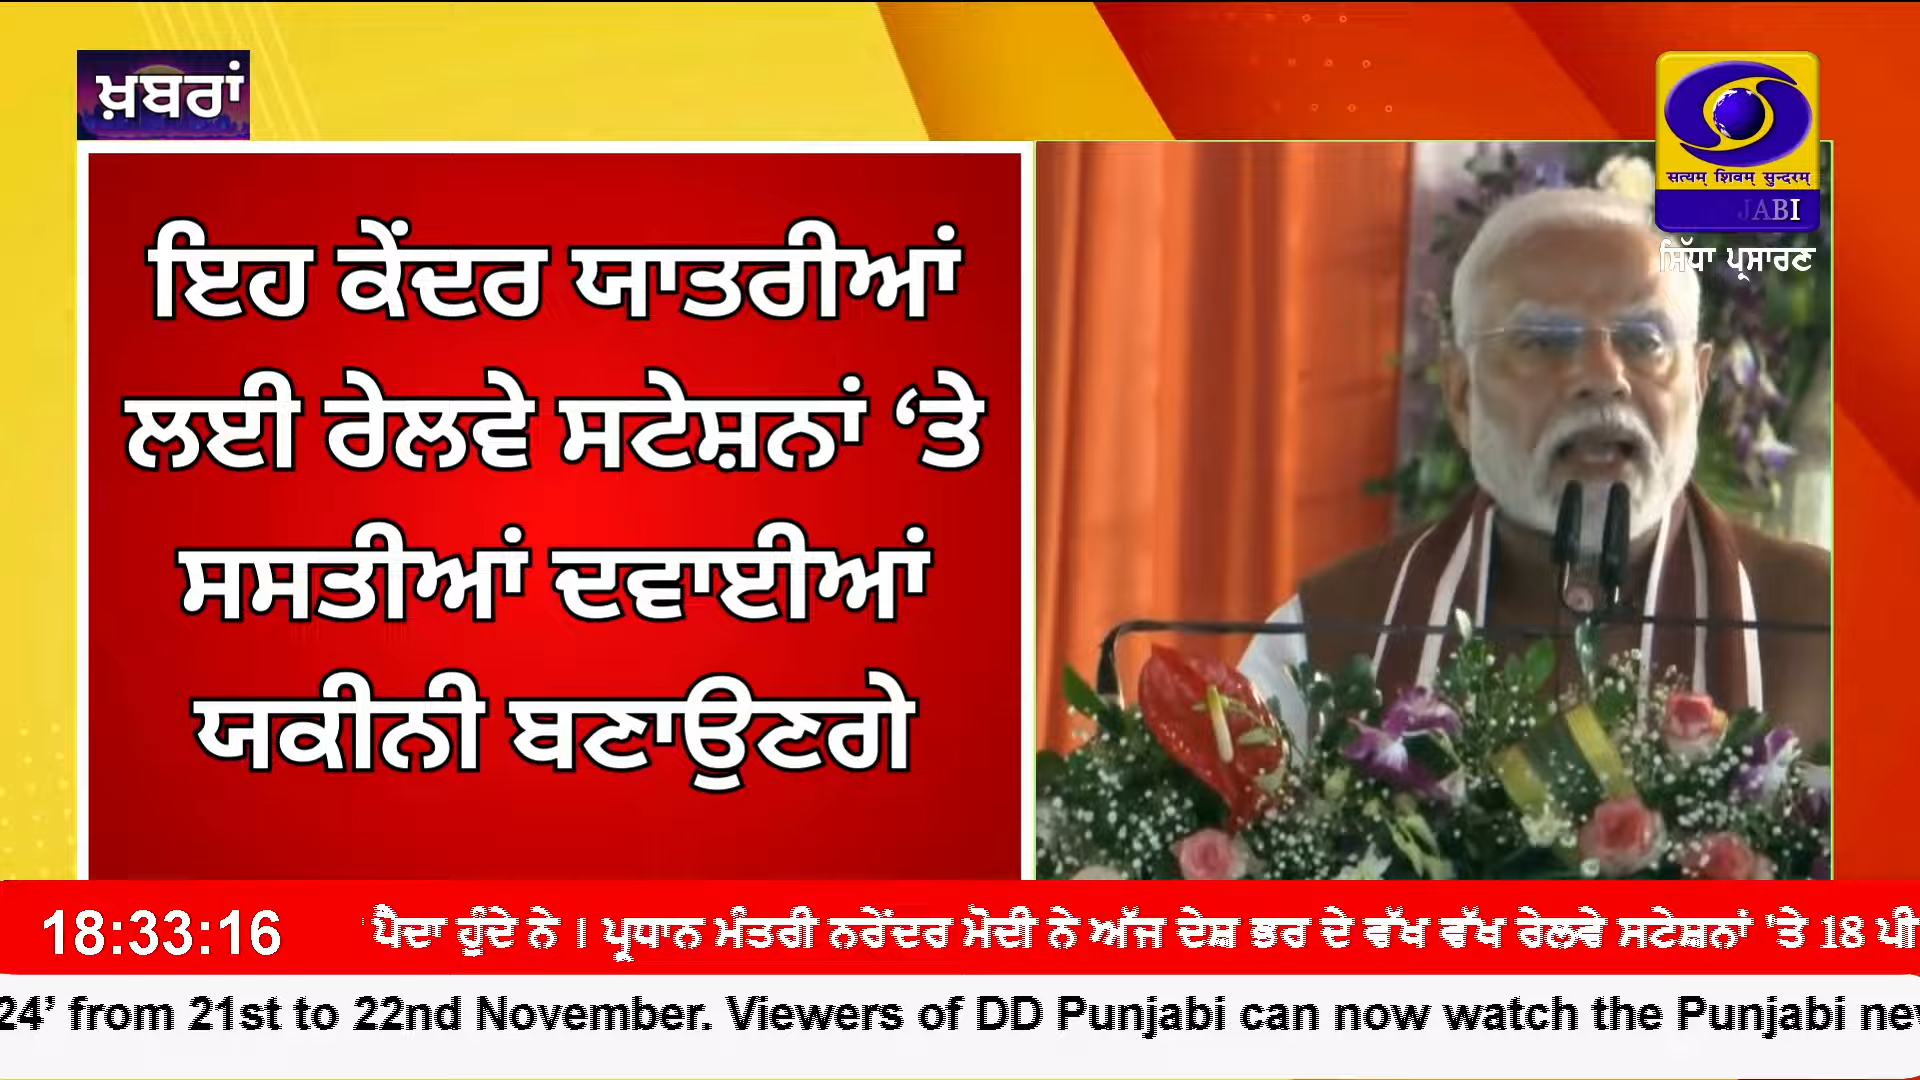 ਖ਼ਬਰਾਂ
ਇਹ ਕੇਂਦਰ ਯਾਤਰੀਆਂ
ਲਈ ਰੇਲਵੇ ਸਟੇਸ਼ਨਾਂ ‘ਤੇ
ਸਸਤੀਆਂ ਦਵਾਈਆਂ
ਯਕੀਨੀ ਬਣਾਉਣਗੇ
सत्यम् शिवम् सुन्दरम्
JABI
ਸਿੱਧਾ ਪ੍ਰਸਾਰਣ
18:33:16
ਪੈਦਾ ਹੁੰਦੇ ਨੇ । ਪ੍ਰਧਾਨ ਮੰਤਰੀ ਨਰੇਂਦਰ ਮੋਦੀ ਨੇ ਅੱਜ ਦੇਸ਼ ਭਰ ਦੇ ਵੱਖ ਵੱਖ ਰੇਲਵੇ ਸਟੇਸ਼ਨਾਂ 'ਤੇ 18 ਪੀ
24’ from 21st to 22nd November. Viewers of DD Punjabi can now watch the Punjabi nev